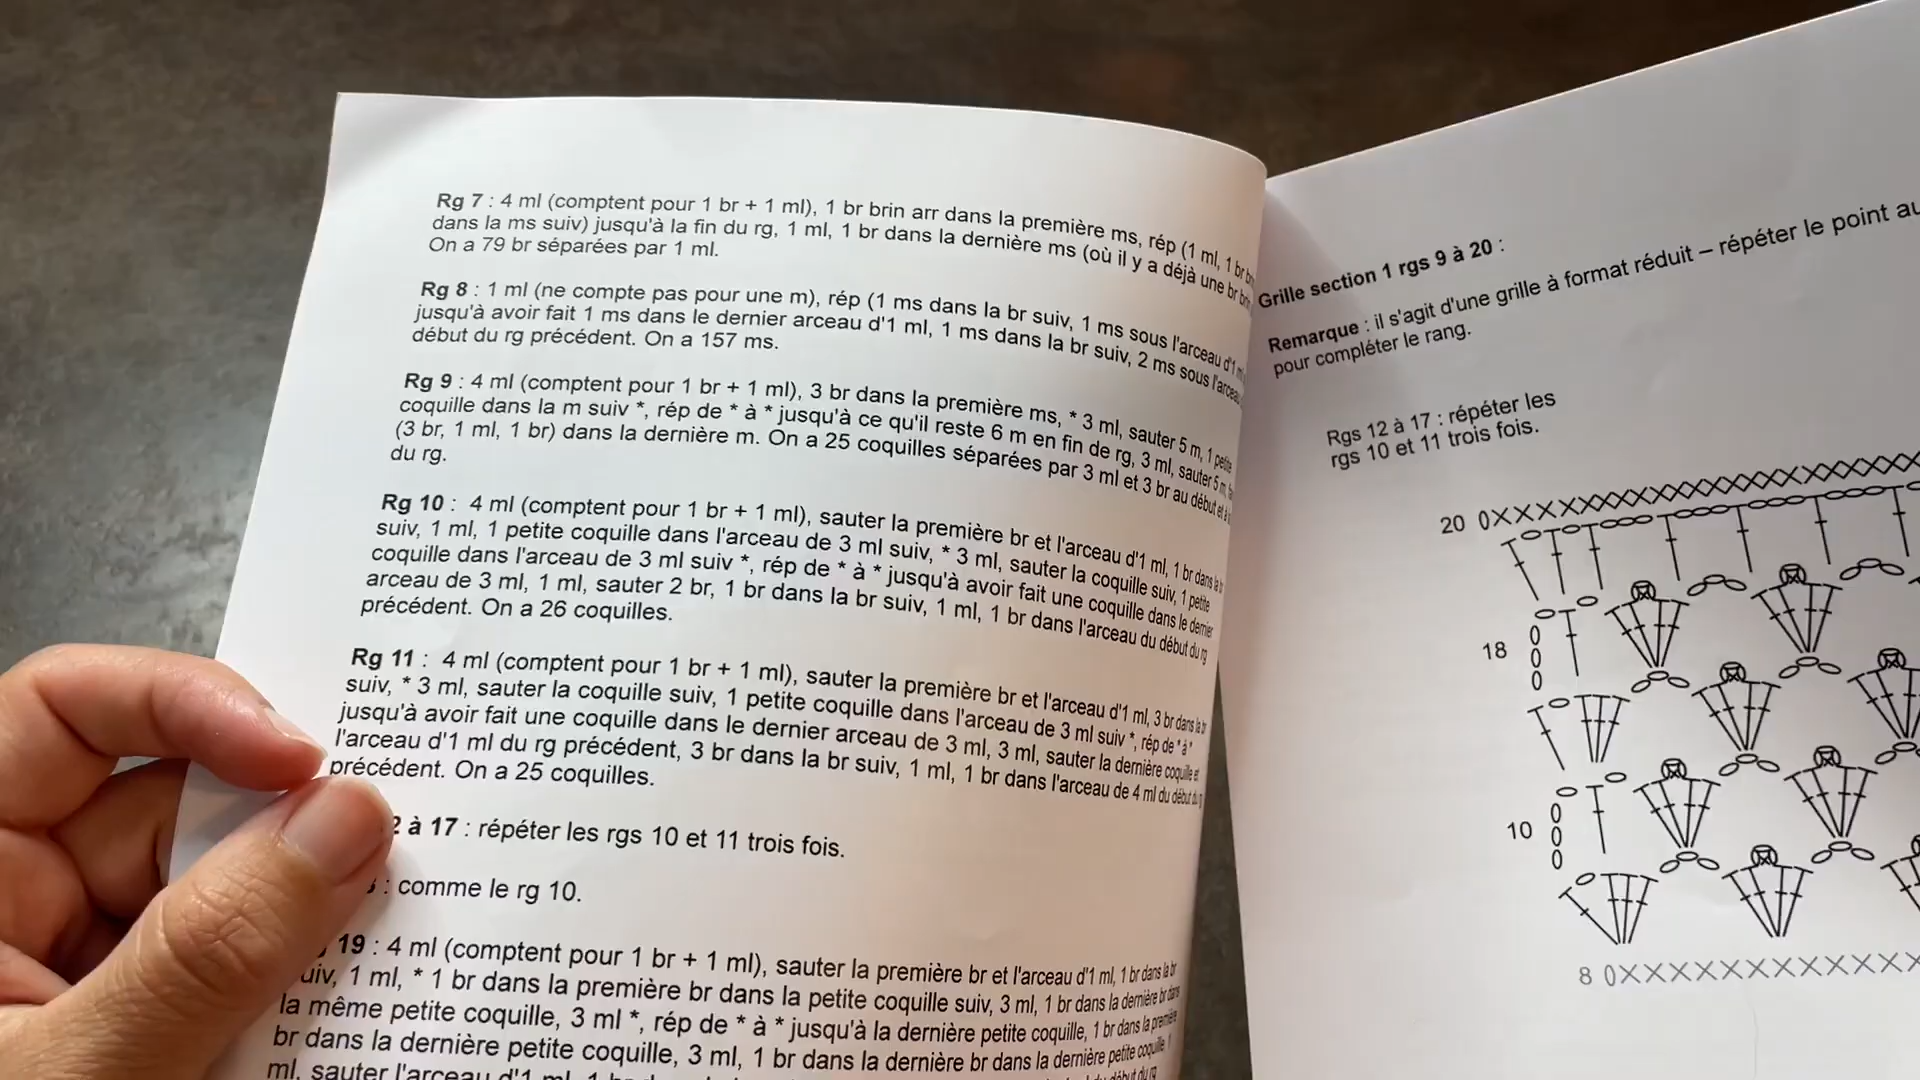 Rg 7 : 4 ml (comptent pour 1 br + 1 ml), 1 br brin arr dans la première ms, rép (1 ml, 1 br
dans la ms suiv) jusqu'à la fin du rg, 1 ml, 1 br dans la dernière ms (où il y a déjà une br
On a 79 br séparées par 1 ml.
Rg 8 : 1 ml (ne compte pas pour une m), rép (1 ms dans la br suiv, 1 ms sous l'arceau d'1
jusqu'à avoir fait 1 ms dans le dernier arceau d'1 ml, 1 ms dans la br suiv, 2 ms sous l'arceau
début du rg précédent. On a 157 ms.
Rg 9 : 4 ml (comptent pour 1 br + 1 ml), 3 br dans la première ms, * 3 ml, sauter 5 m, 1 petite
coquille dans la m suiv *, rép de * à * jusqu'à ce qu'il reste 6 m en fin de rg, 3 ml, sauter 5 m,
(3 br, 1 ml, 1 br) dans la dernière m. On a 25 coquilles séparées par 3 ml et 3 br au début et à
du rg.
Rg 10 : 4 ml (comptent pour 1 br + 1 ml), sauter la première br et l'arceau d'1 ml, 1 br dans la br
suiv, 1 ml, 1 petite coquille dans l'arceau de 3 ml suiv, * 3 ml, sauter la coquille suiv, 1 petite
coquille dans l'arceau de 3 ml suiv *, rép de * à * jusqu'à avoir fait une coquille dans le dernier
arceau de 3 ml, 1 ml, sauter 2 br, 1 br dans la br suiv, 1 ml, 1 br dans l'arceau du début du rg
précédent. On a 26 coquilles.
Rg 11 : 4 ml (comptent pour 1 br + 1 ml), sauter la première br et l'arceau d'1 ml, 3 br dans la br
suiv, * 3 ml, sauter la coquille suiv, 1 petite coquille dans l'arceau de 3 ml suiv *, rép de * à *
jusqu'à avoir fait une coquille dans le dernier arceau de 3 ml, 3 ml, sauter la dernière coquille et
l'arceau d'1 ml du rg précédent, 3 br dans la br suiv, 1 ml, 1 br dans l'arceau de 4 ml du début du rg
précédent. On a 25 coquilles.
2 à 17 : répéter les rgs 10 et 11 trois fois.
: comme le rg 10.
19 : 4 ml (comptent pour 1 br + 1 ml), sauter la première br et l'arceau d'1 ml, 1 br dans la br
uiv, 1 ml, * 1 br dans la première br dans la petite coquille suiv, 3 ml, 1 br dans la dernière br dans
la même petite coquille, 3 ml *, rép de * à * jusqu'à la dernière petite coquille, 1 br dans la première
br dans la dernière petite coquille, 3 ml, 1 br dans la dernière br dans la dernière petite coquille, 1
ml, sauter l'arceau d'1 ml, 1 br
Grille section 1 rgs 9 à 20 :
Remarque : il s'agit d'une grille à format réduit – répéter le point au
pour compléter le rang.
Rgs 12 à 17 : répéter les
rgs 10 et 11 trois fois.
20
18
10
8